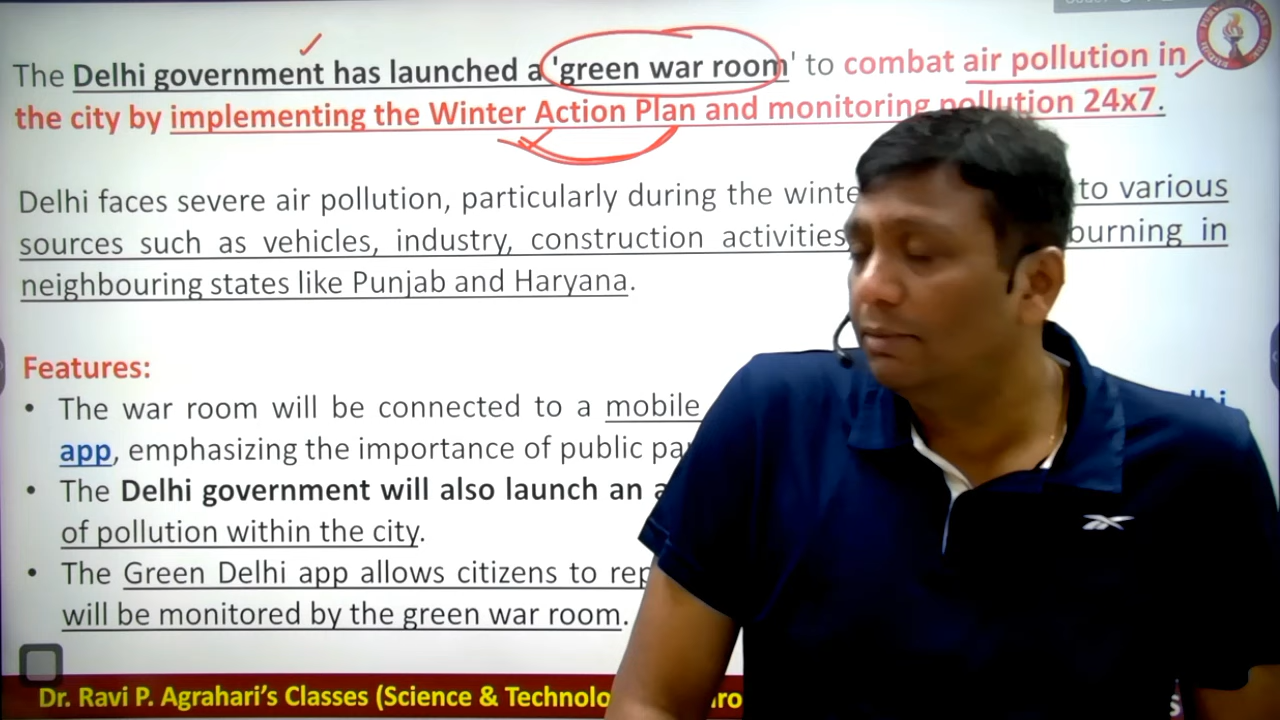 The Delhi government has launched a 'green war room' to combat air pollution in
the city by implementing the Winter Action Plan and monitoring pollution 24x7.
Delhi faces severe air pollution, particularly during the to various
sources such as vehicles, industry, construction activities, burning in
neighbouring states like Punjab and Haryana.
Features:
• The war room will be connected to a mobile
app, emphasizing the importance of public
• The Delhi government will also launch an
of pollution within the city.
• The Green Delhi app allows citizens to
will be monitored by the green war room.
Dr. Ravi P. Agrahari's Classes (Science &